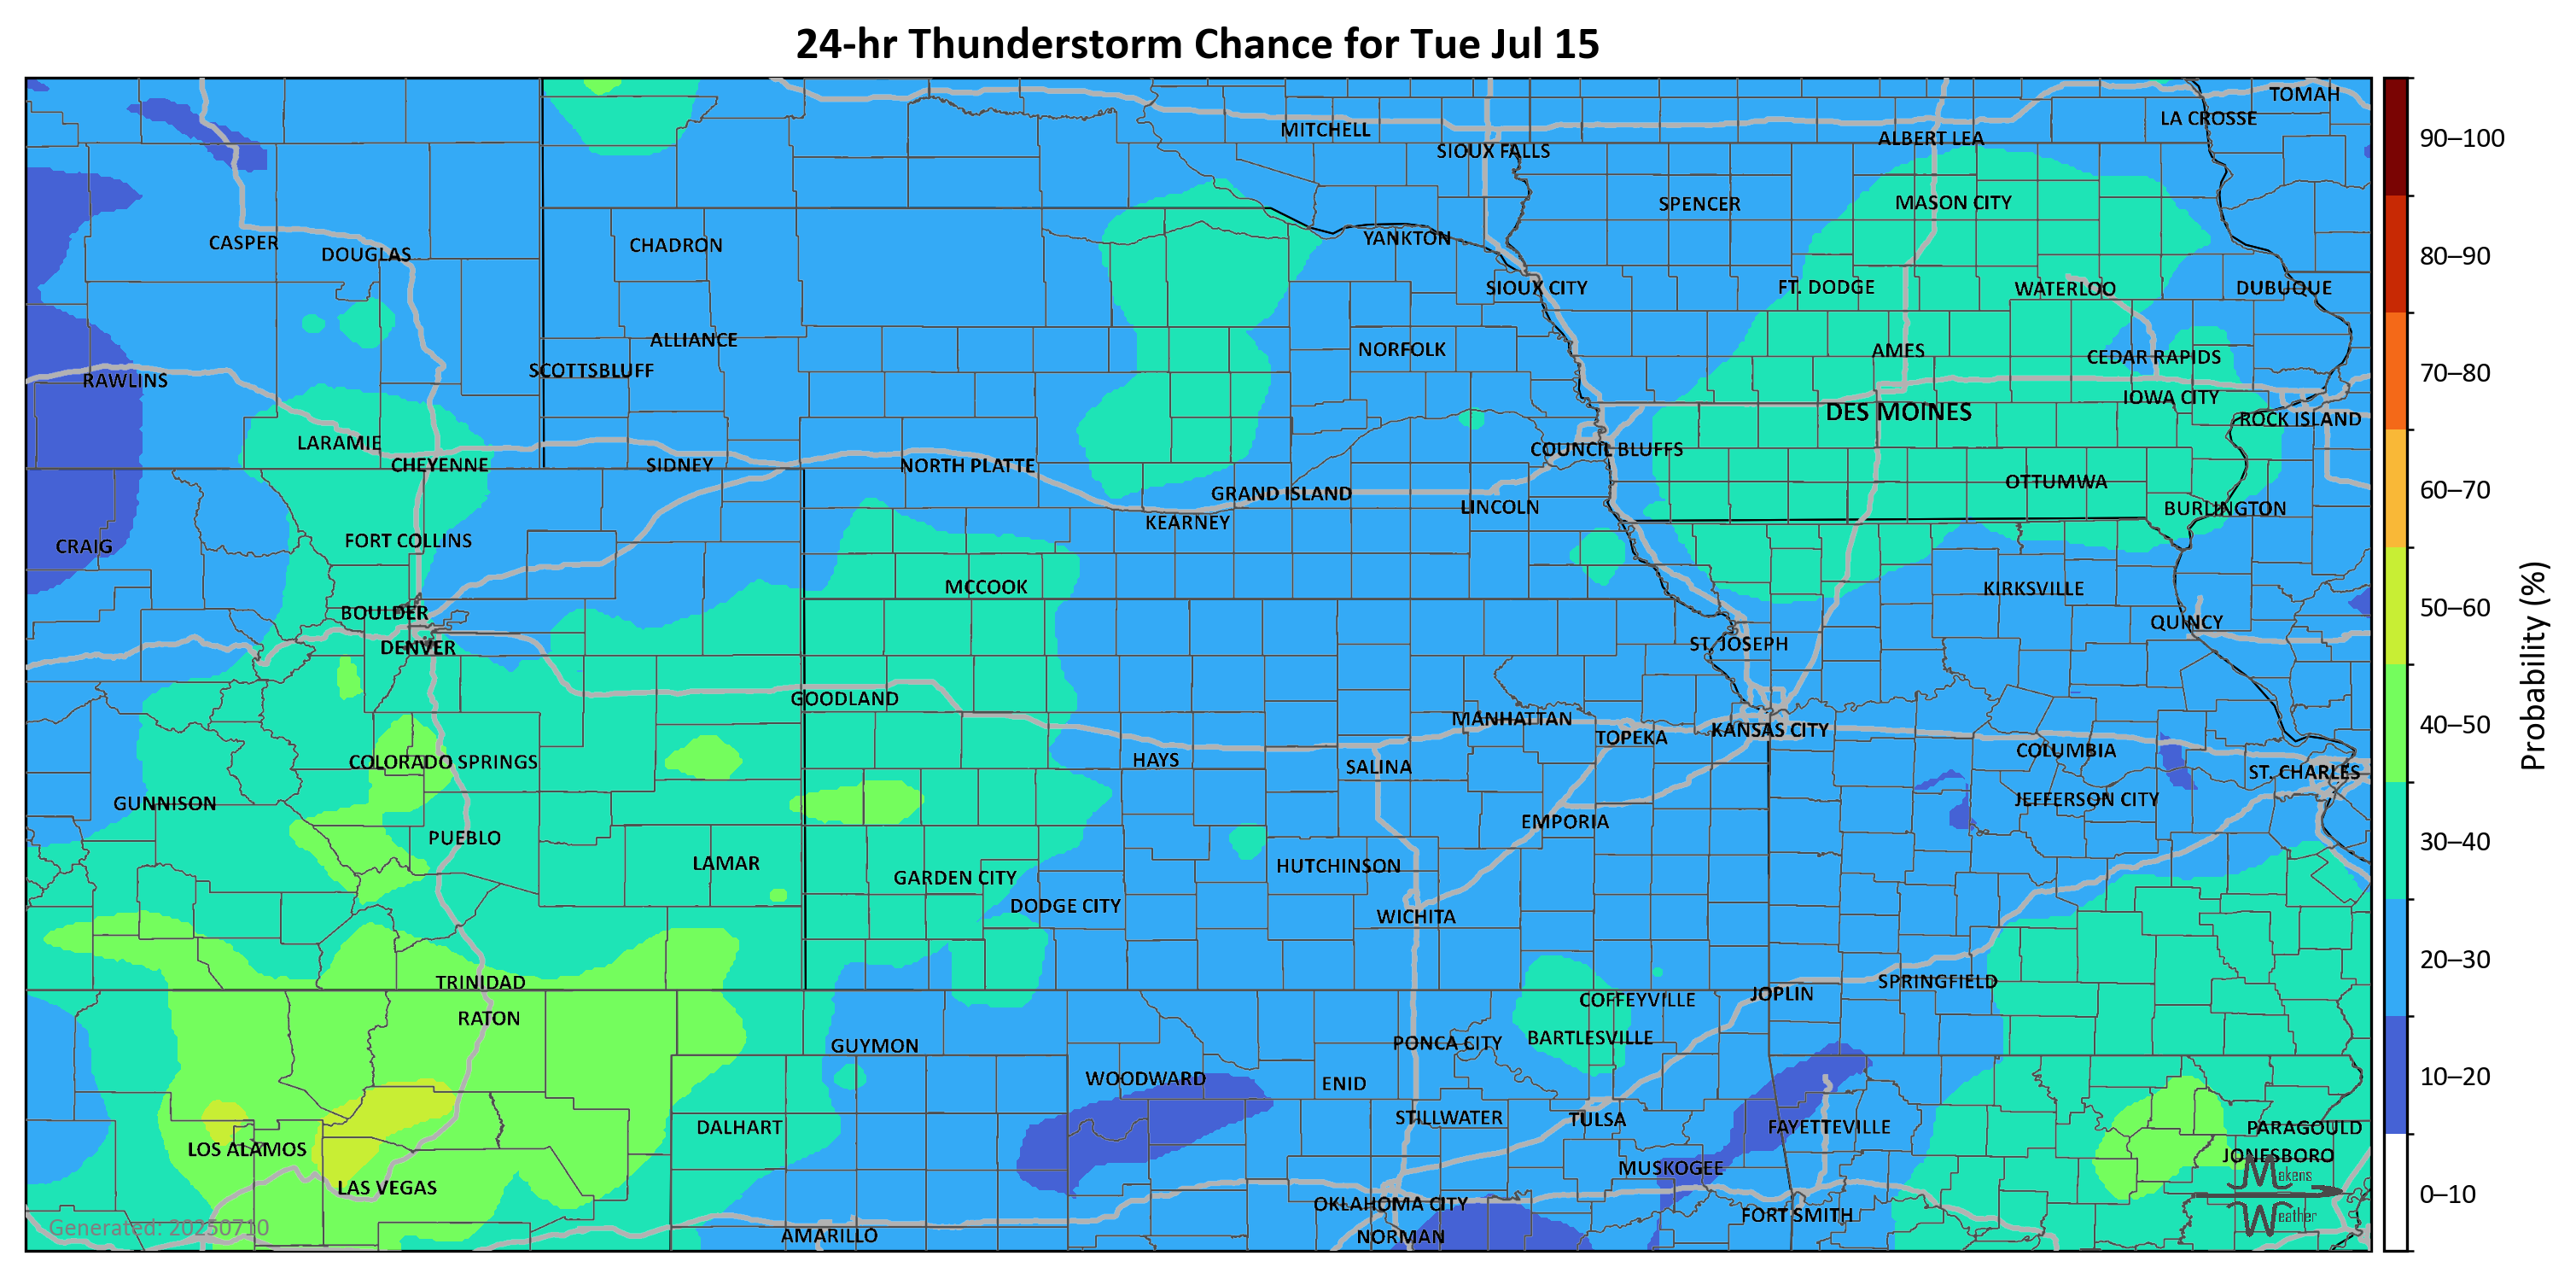 24-hr Thunderstorm Chance for Tue Jul 15
TOMAH
LA CROSSE
MITCHELL
ALBERT LEA
SIOUX FALLS
SPENCER
MASON CITY
CASPER
DOUGLAS
CHADRON
YANKTON
SIOUX CITY
FT. DODGE
WATERLOO
DUBUQUE
ALLIANCE
NORFOLK
AMES
CEDAR RAPIDS
SCOTTSBLUFF
RAWLINS
IOWA CITY
DES MOINES
ROCK ISLAND
LARAMIE
COUNCIL BLUFFS
CHEYENNE
SIDNEY
NORTH PLATTE
OTTUMWA
GRAND ISLAND
LINCOLN
BURLINGTON
KEARNEY
CRAIG
FORT COLLINS
MCCOOK
KIRKSVILLE
BOULDER
QUINCY
DENVER
ST. JOSEPH
GOODLAND
MANHATTAN
KANSAS CITY
TOPEKA
COLUMBIA
COLORADO SPRINGS
HAYS
SALINA
ST. CHARLES
GUNNISON
JEFFERSON CITY
EMPORIA
PUEBLO
LAMAR
HUTCHINSON
GARDEN CITY
DODGE CITY
WICHITA
TRINIDAD
SPRINGFIELD
JOPLIN
COFFEYVILLE
RATON
BARTLESVILLE
PONCA CITY
GUYMON
WOODWARD
ENID
STILLWATER
TULSA
DALHART
FAYETTEVILLE
PARAGOULD
LOS ALAMOS
JONESBORO
MUSKOGEE
LAS VEGAS
OKLAHOMA CITY
FORT SMITH
AMARILLO
NORMAN
Generated: 20250710
Makens
Weather
90–100
80–90
70–80
60–70
50–60
40–50
30–40
20–30
10–20
0–10
Probability (%)